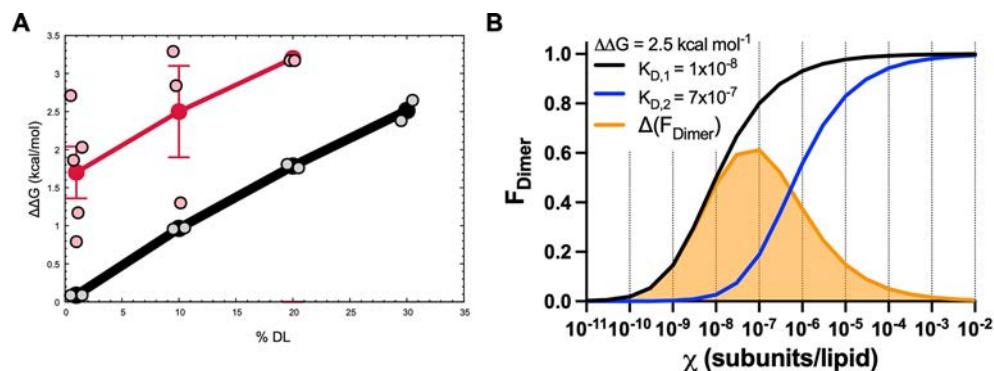 A
ΔΔG (kcal/mol)
3.5
3
2.5
2
1.5
1
0.5
0
0 5 10 15 20 25 30 35
% DL
B
ΔΔG = 2.5 kcal mol⁻¹
K_D,1 = 1x10⁻⁸
K_D,2 = 7x10⁻⁷
Δ(F_Dimer)
F_Dimer
1.0
0.8
0.6
0.4
0.2
0.0
10⁻¹¹ 10⁻¹⁰ 10⁻⁹ 10⁻⁸ 10⁻⁷ 10⁻⁶ 10⁻⁵ 10⁻⁴ 10⁻³ 10⁻²
χ (subunits/lipid)